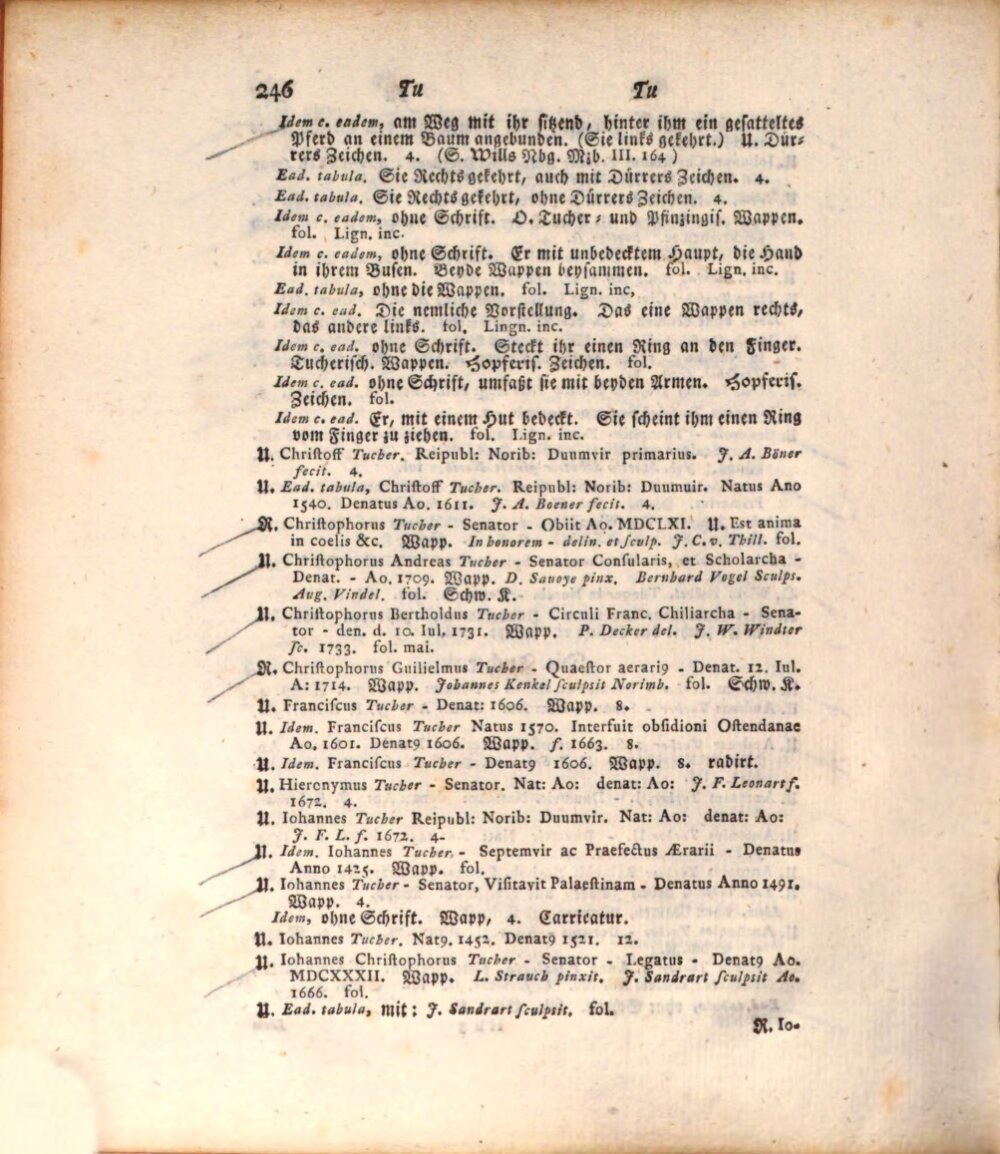 246 Tu Tu
Idem c. eadem, am Weg mit ihr sitzend, hinter ihm ein gesatteltes
Pferd an einem Baum angebunden. (Sie links gekehrt.) U. Dür-
rers Zeichen. 4. (S. Wills Nbg. Mzb. III. 164)
Ead. tabula. Sie Rechts gekehrt, auch mit Dürrers Zeichen. 4.
Ead. tabula. Sie Rechts gekehrt, ohne Dürrers Zeichen. 4.
Idem c. eadem, ohne Schrift. O. Tucher- und Pfinzingis. Wappen.
fol. Lign. inc.
Idem c. eadem, ohne Schrift. Er mit unbedecktem Haupt, die Hand
in ihrem Busen. Beyde Wappen beysammen. fol. Lign. inc.
Ead. tabula, ohne die Wappen. fol. Lign. inc,
Idem c. ead. Die nemliche Vorstellung. Das eine Wappen rechts,
das andere links. fol. Lingn. inc.
Idem c. ead. ohne Schrift. Steckt ihr einen Ring an den Finger.
Tucherisch. Wappen. Hopferis. Zeichen. fol.
Idem c. ead. ohne Schrift, umfaßt sie mit beyden Armen. Hopferis.
Zeichen. fol.
Idem c. ead. Er, mit einem Hut bedeckt. Sie scheint ihm einen Ring
vom Finger zu ziehen. fol. Lign. inc.
U. Christoff Tucher. Reipubl: Norib: Duumvir primarius. J. A. Böner
fecit. 4.
U. Ead. tabula, Christoff Tucher. Reipubl: Norib: Duumuir. Natus Ano
1540. Denatus Ao. 1611. J. A. Boener fecit. 4.
R. Christophorus Tucher - Senator - Obiit Ao. MDCLXI. U. Est anima
in coelis &c. Wapp. In honorem - delin. et sculp. J. C. v. Thill. fol.
U. Christophorus Andreas Tucher - Senator Consularis, et Scholarcha -
Denat. - Ao. 1709. Wapp. D. Savoye pinx. Bernhard Vogel Sculps.
Aug. Vindel. fol. Schw. K.
U. Christophorus Bertholdus Tucher - Circuli Franc. Chiliarcha - Sena-
tor - den. d. 10. Iul. 1731. Wapp. P. Decker del. J. W. Windter
sc. 1733. fol. mai.
R. Christophorus Guilielmus Tucher - Quaestor aerari9 - Denat. 12. Iul.
A: 1714. Wapp. Johannes Kenkel sculpsit Norimb. fol. Schw. K.
U. Franciscus Tucher - Denat: 1606. Wapp. 8.
U. Idem. Franciscus Tucher Natus 1570. Interfuit obsidioni Ostendanae
Ao. 1601. Denat9 1606. Wapp. f. 1663. 8.
U. Idem. Franciscus Tucher - Denat9 1606. Wapp. 8. radirt.
U. Hieronymus Tucher - Senator. Nat: Ao: denat: Ao: J. F. Leonart f.
1672. 4.
U. Iohannes Tucher Reipubl: Norib: Duumvir. Nat: Ao: denat: Ao:
J. F. L. f. 1672. 4.
U. Idem. Iohannes Tucher. - Septemvir ac Praefectus Ærarii - Denatus
Anno 1425. Wapp. fol.
U. Iohannes Tucher - Senator, Visitavit Palaestinam - Denatus Anno 1491.
Wapp. 4.
Idem, ohne Schrift. Wapp, 4. Carricatur.
U. Iohannes Tucher. Nat9. 1452. Denat9 1521. 12.
U. Iohannes Christophorus Tucher - Senator - Legatus - Denat9 Ao.
MDCXXXII. Wapp. L. Strauch pinxit. J. Sandrart sculpsit Ao.
1666. fol.
U. Ead. tabula, mit: J. Sandrart sculpsit. fol.
R. Io-